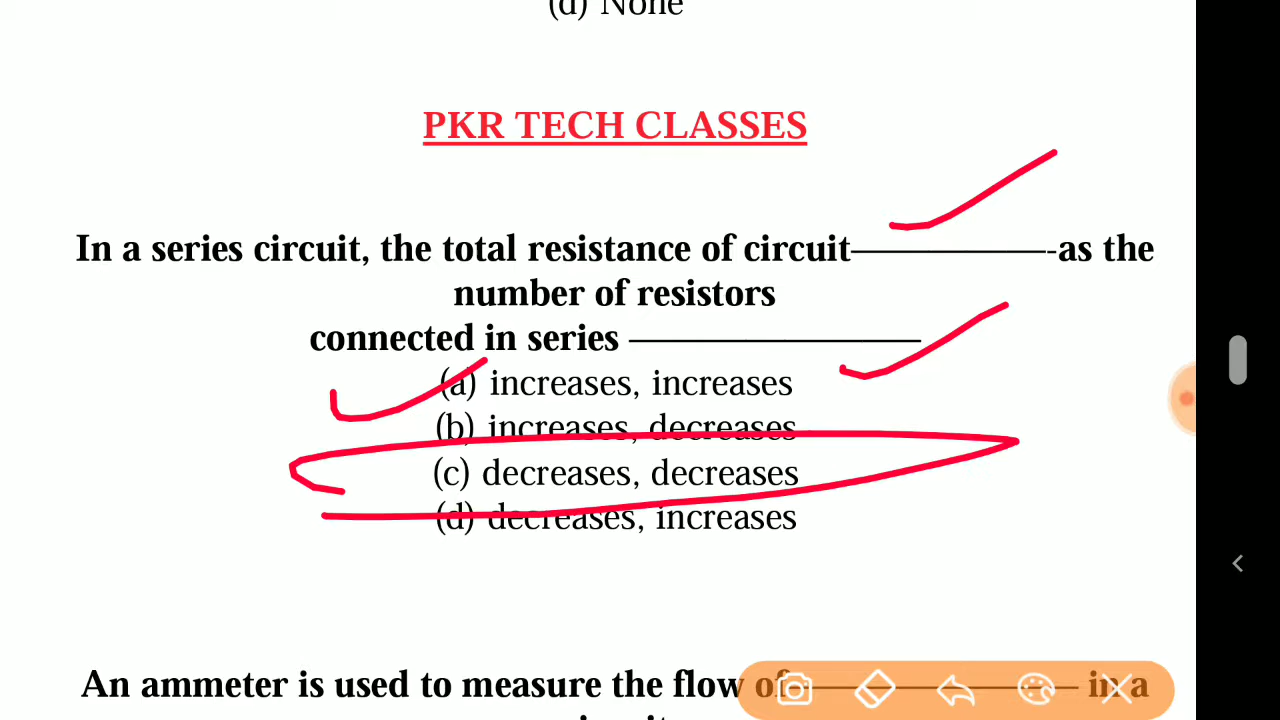 (d) None
PKR TECH CLASSES
In a series circuit, the total resistance of circuit—————-as the
number of resistors
connected in series ———————
(a) increases, increases
(b) increases, decreases
(c) decreases, decreases
(d) decreases, increases
An ammeter is used to measure the flow of —————— in a